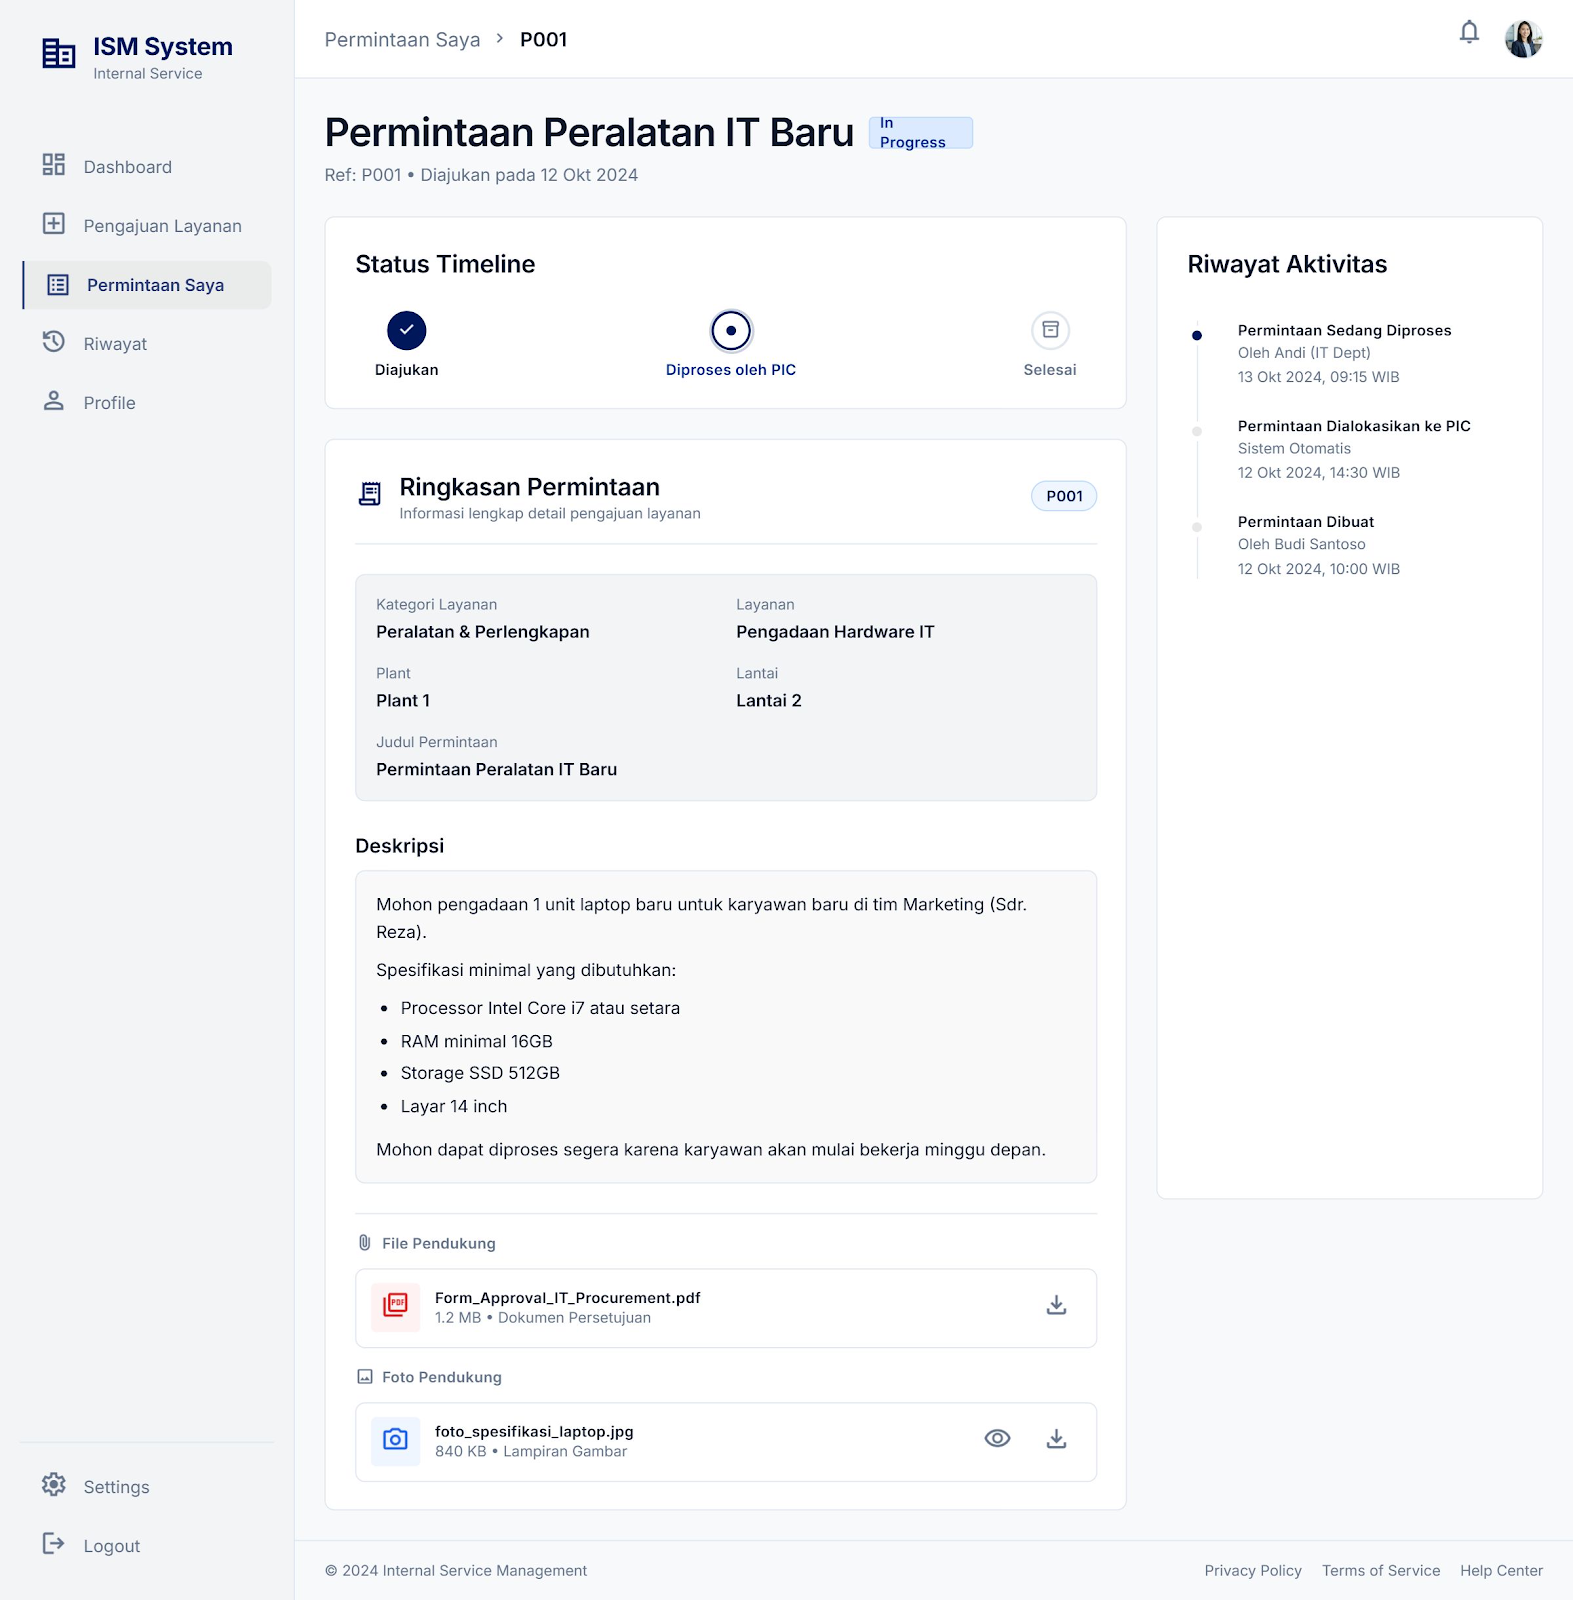 ISM System
Internal Service
Dashboard
Pengajuan Layanan
Permintaan Saya
Riwayat
Profile
Settings
Logout
Permintaan Saya > P001
Permintaan Peralatan IT Baru
In
Progress
Ref: P001 • Diajukan pada 12 Okt 2024
Status Timeline
Diajukan
Diproses oleh PIC
Selesai
Ringkasan Permintaan
Informasi lengkap detail pengajuan layanan
P001
Kategori Layanan
Peralatan & Perlengkapan
Layanan
Pengadaan Hardware IT
Plant
Plant 1
Lantai
Lantai 2
Judul Permintaan
Permintaan Peralatan IT Baru
Deskripsi
Mohon pengadaan 1 unit laptop baru untuk karyawan baru di tim Marketing (Sdr.
Reza).
Spesifikasi minimal yang dibutuhkan:
• Processor Intel Core i7 atau setara
• RAM minimal 16GB
• Storage SSD 512GB
• Layar 14 inch
Mohon dapat diproses segera karena karyawan akan mulai bekerja minggu depan.
File Pendukung
PDF
Form_Approval_IT_Procurement.pdf
1.2 MB • Dokumen Persetujuan
Foto Pendukung
foto_spesifikasi_laptop.jpg
840 KB • Lampiran Gambar
Riwayat Aktivitas
Permintaan Sedang Diproses
Oleh Andi (IT Dept)
13 Okt 2024, 09:15 WIB
Permintaan Dialokasikan ke PIC
Sistem Otomatis
12 Okt 2024, 14:30 WIB
Permintaan Dibuat
Oleh Budi Santoso
12 Okt 2024, 10:00 WIB
© 2024 Internal Service Management
Privacy Policy
Terms of Service
Help Center